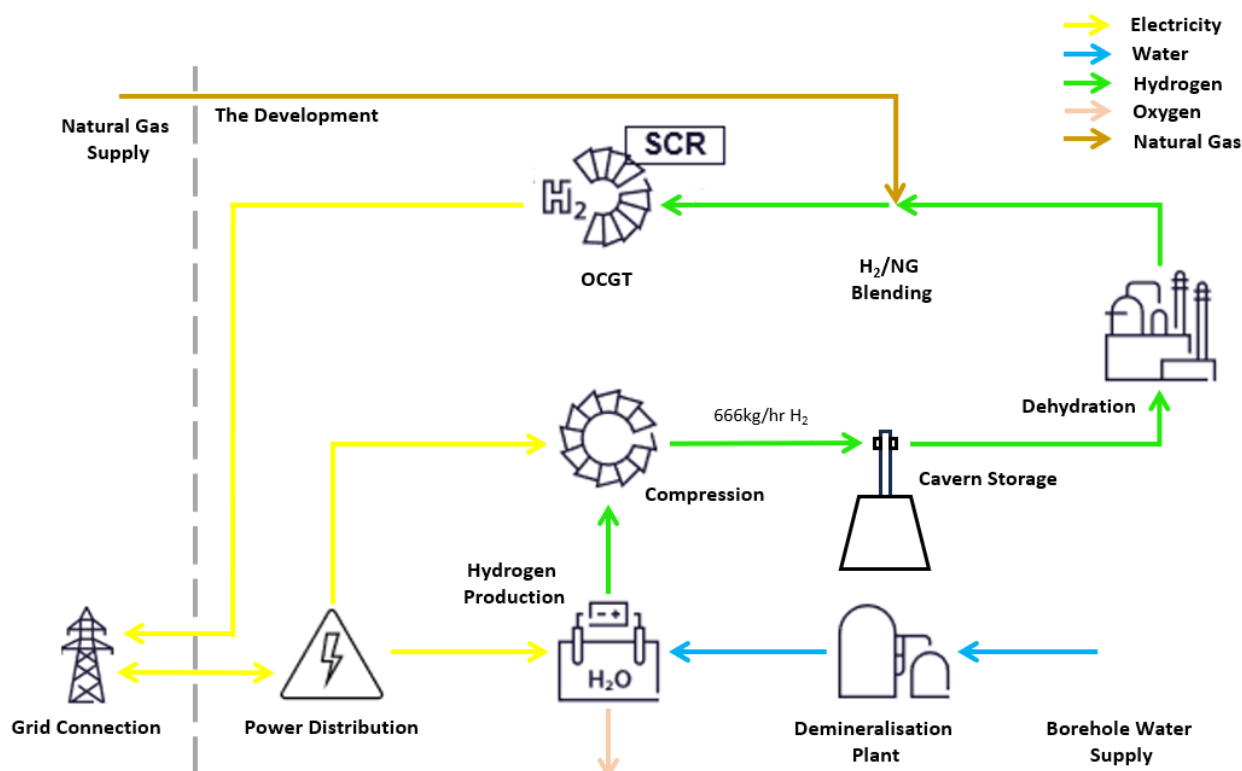 Electricity
Water
Hydrogen
Oxygen
Natural Gas
Natural Gas
Supply
The Development
SCR
H₂
OCGT
H₂/NG
Blending
Dehydration
666kg/hr H₂
Compression
Cavern Storage
Hydrogen
Production
- +
H₂O
Grid Connection
Power Distribution
Demineralisation
Plant
Borehole Water
Supply